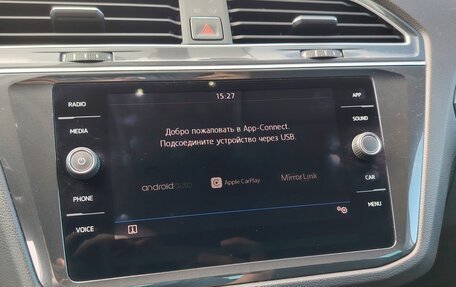 15:27
RADIO
APP
MEDIA
SOUND
Добро пожаловать в App-Connect.
Подсоедините устройство через USB.
androidauto
Apple CarPlay
MirrorLink
CAR
PHONE
MENU
VOICE